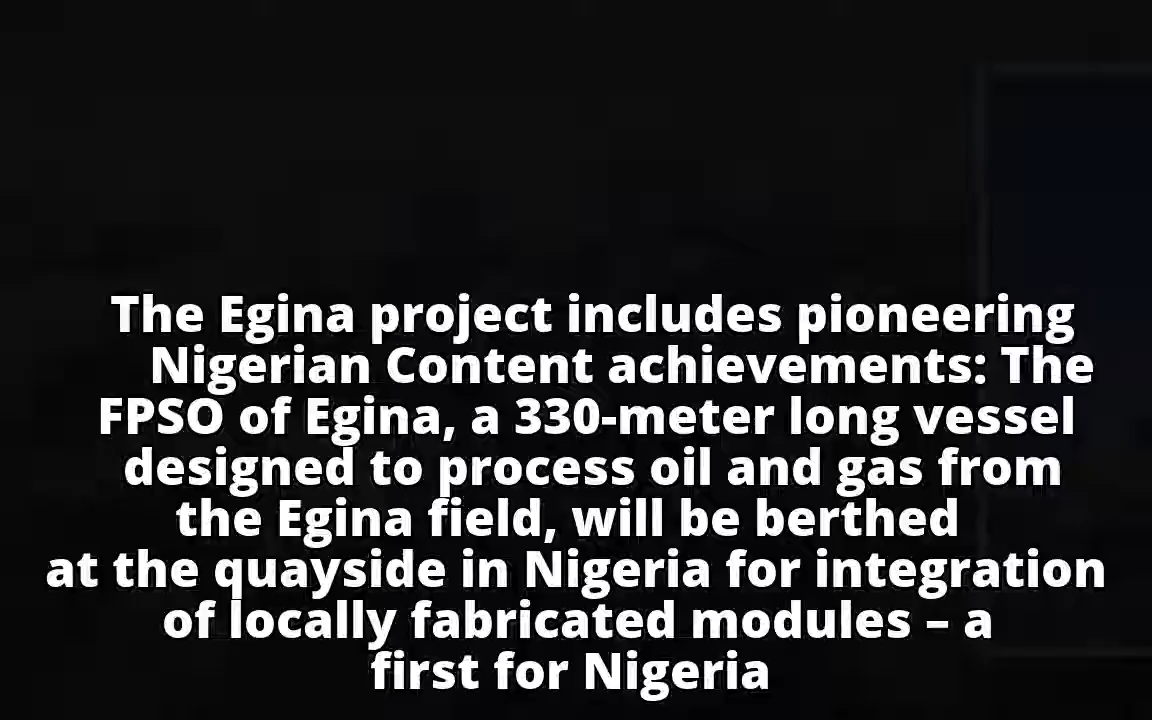 The Egina project includes pioneering
Nigerian Content achievements: The
FPSO of Egina, a 330-meter long vessel
designed to process oil and gas from
the Egina field, will be berthed
at the quayside in Nigeria for integration
of locally fabricated modules – a
first for Nigeria